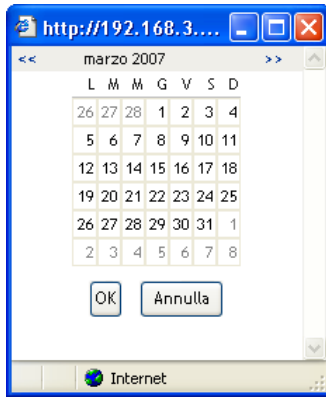 http://192.168.3....
<< marzo 2007 >>
L M M G V S D
26 27 28 1 2 3 4
5 6 7 8 9 10 11
12 13 14 15 16 17 18
19 20 21 22 23 24 25
26 27 28 29 30 31 1
2 3 4 5 6 7 8
OK Annulla
Internet